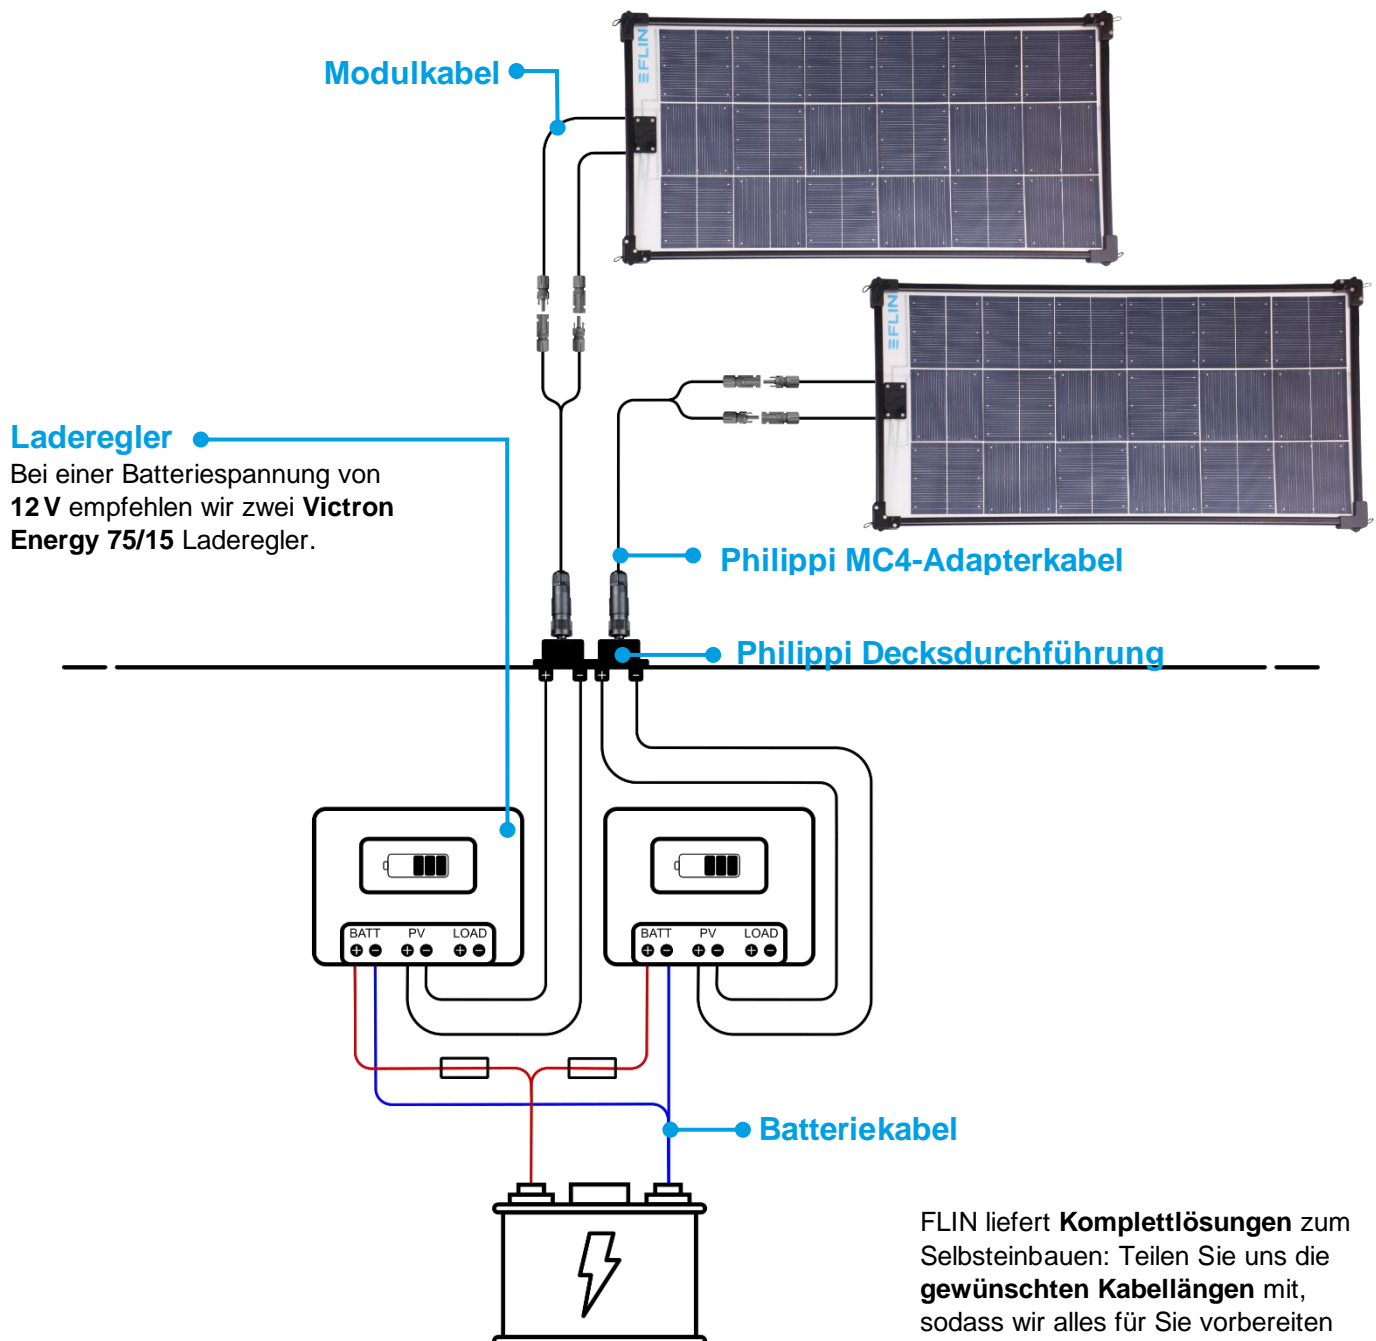 FLIN
Modulkabel
FLIN
Laderegler
Bei einer Batteriespannung von
12 V empfehlen wir zwei Victron
Energy 75/15 Laderegler.
Philippi MC4-Adapterkabel
Philippi Decksdurchführung
+ − + −
BATT PV LOAD
+ − + − + −
BATT PV LOAD
+ − + − + −
Batteriekabel
FLIN liefert Komplettlösungen zum
Selbsteinbauen: Teilen Sie uns die
gewünschten Kabellängen mit,
sodass wir alles für Sie vorbereiten